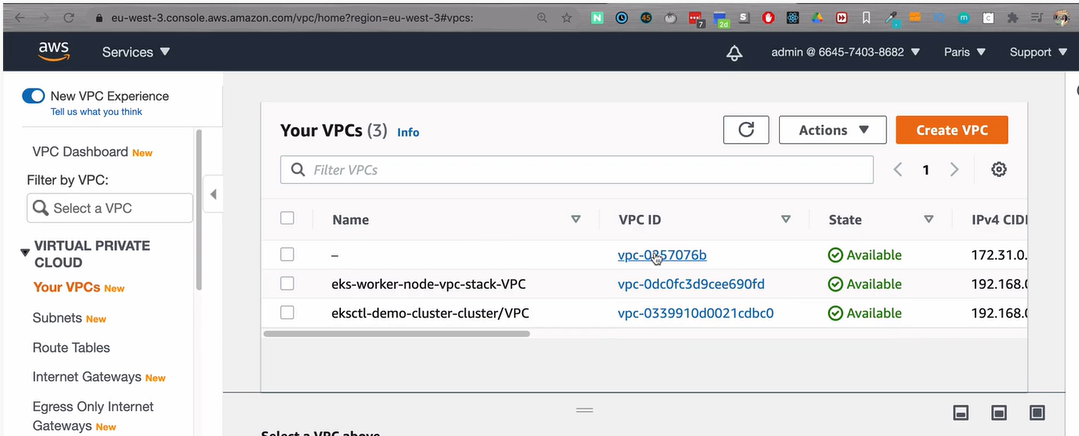 eu-west-3.console.aws.amazon.com/vpc/home?region=eu-west-3#vpcs:
aws
Services
admin @ 6645-7403-8682
Paris
Support
New VPC Experience
Tell us what you think
VPC Dashboard New
Filter by VPC:
Select a VPC
VIRTUAL PRIVATE
CLOUD
Your VPCs New
Subnets New
Route Tables
Internet Gateways New
Egress Only Internet
Gateways New
Your VPCs (3) Info
Actions
Create VPC
Filter VPCs
1
Name VPC ID State IPv4 CIDI
– Available 172.31.0.
eks-worker-node-vpc-stack-VPC vpc-0dc0fc3d9cee690fd Available 192.168.0
eksctl-demo-cluster-cluster/VPC vpc-0339910d0021cdbc0 Available 192.168.0
Select a VPC above